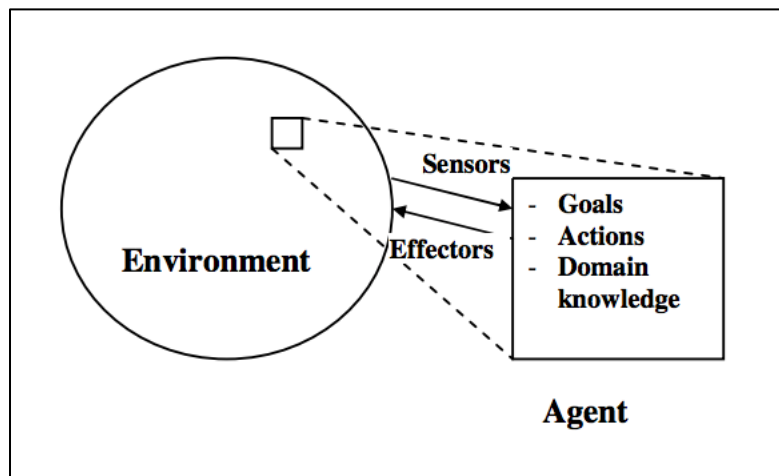 Sensors
- Goals
- Actions
- Domain
knowledge
Effectors
Environment
Agent